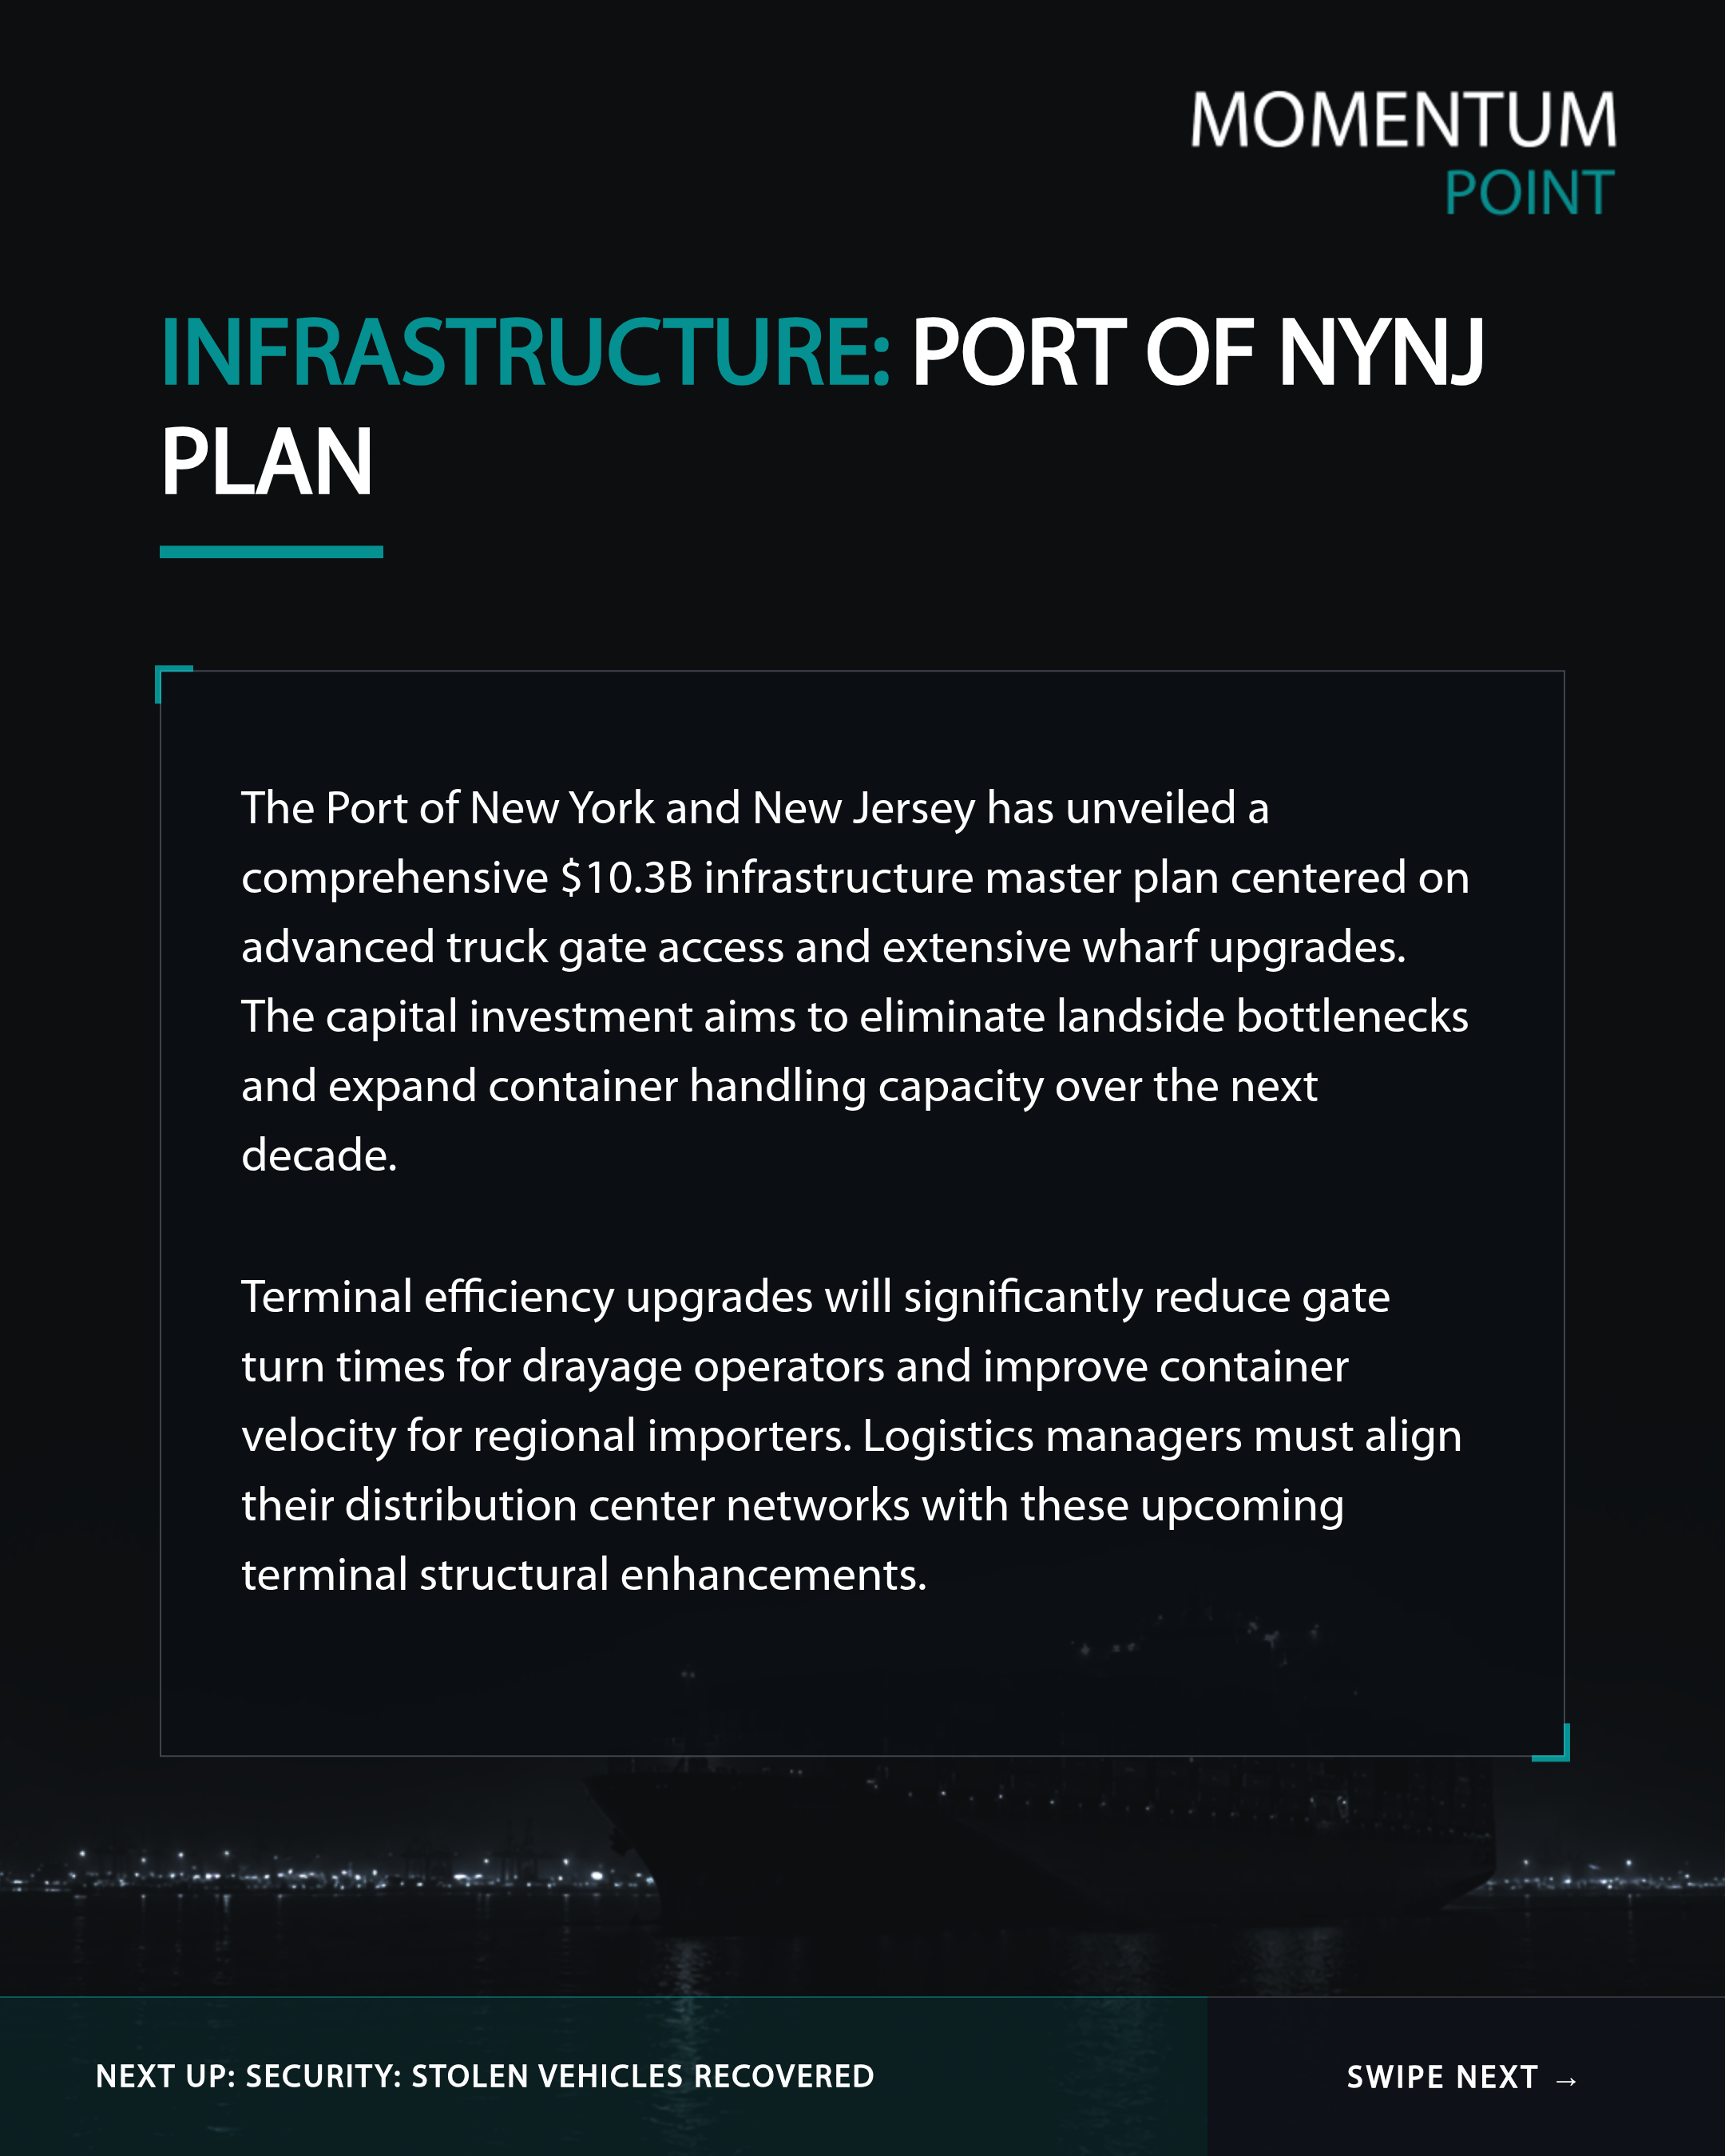 MOMENTUM
POINT
INFRASTRUCTURE: PORT OF NYNJ
PLAN
The Port of New York and New Jersey has unveiled a
comprehensive $10.3B infrastructure master plan centered on
advanced truck gate access and extensive wharf upgrades.
The capital investment aims to eliminate landside bottlenecks
and expand container handling capacity over the next
decade.
Terminal efficiency upgrades will significantly reduce gate
turn times for drayage operators and improve container
velocity for regional importers. Logistics managers must align
their distribution center networks with these upcoming
terminal structural enhancements.
NEXT UP: SECURITY: STOLEN VEHICLES RECOVERED
SWIPE NEXT →